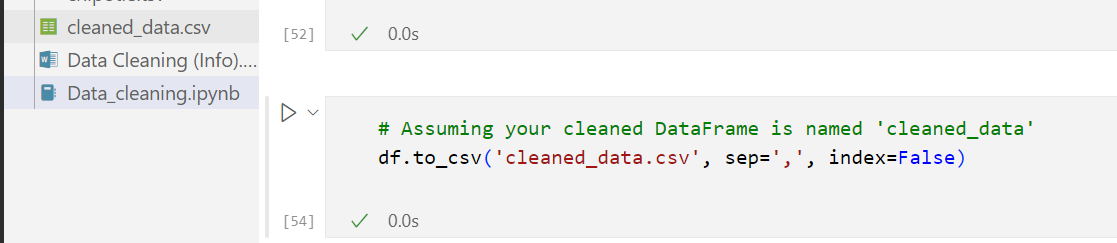 cleaned_data.csv
Data Cleaning (Info)....
Data_cleaning.ipynb
[52]
0.0s
# Assuming your cleaned DataFrame is named 'cleaned_data'
df.to_csv('cleaned_data.csv', sep=',', index=False)
[54]
0.0s